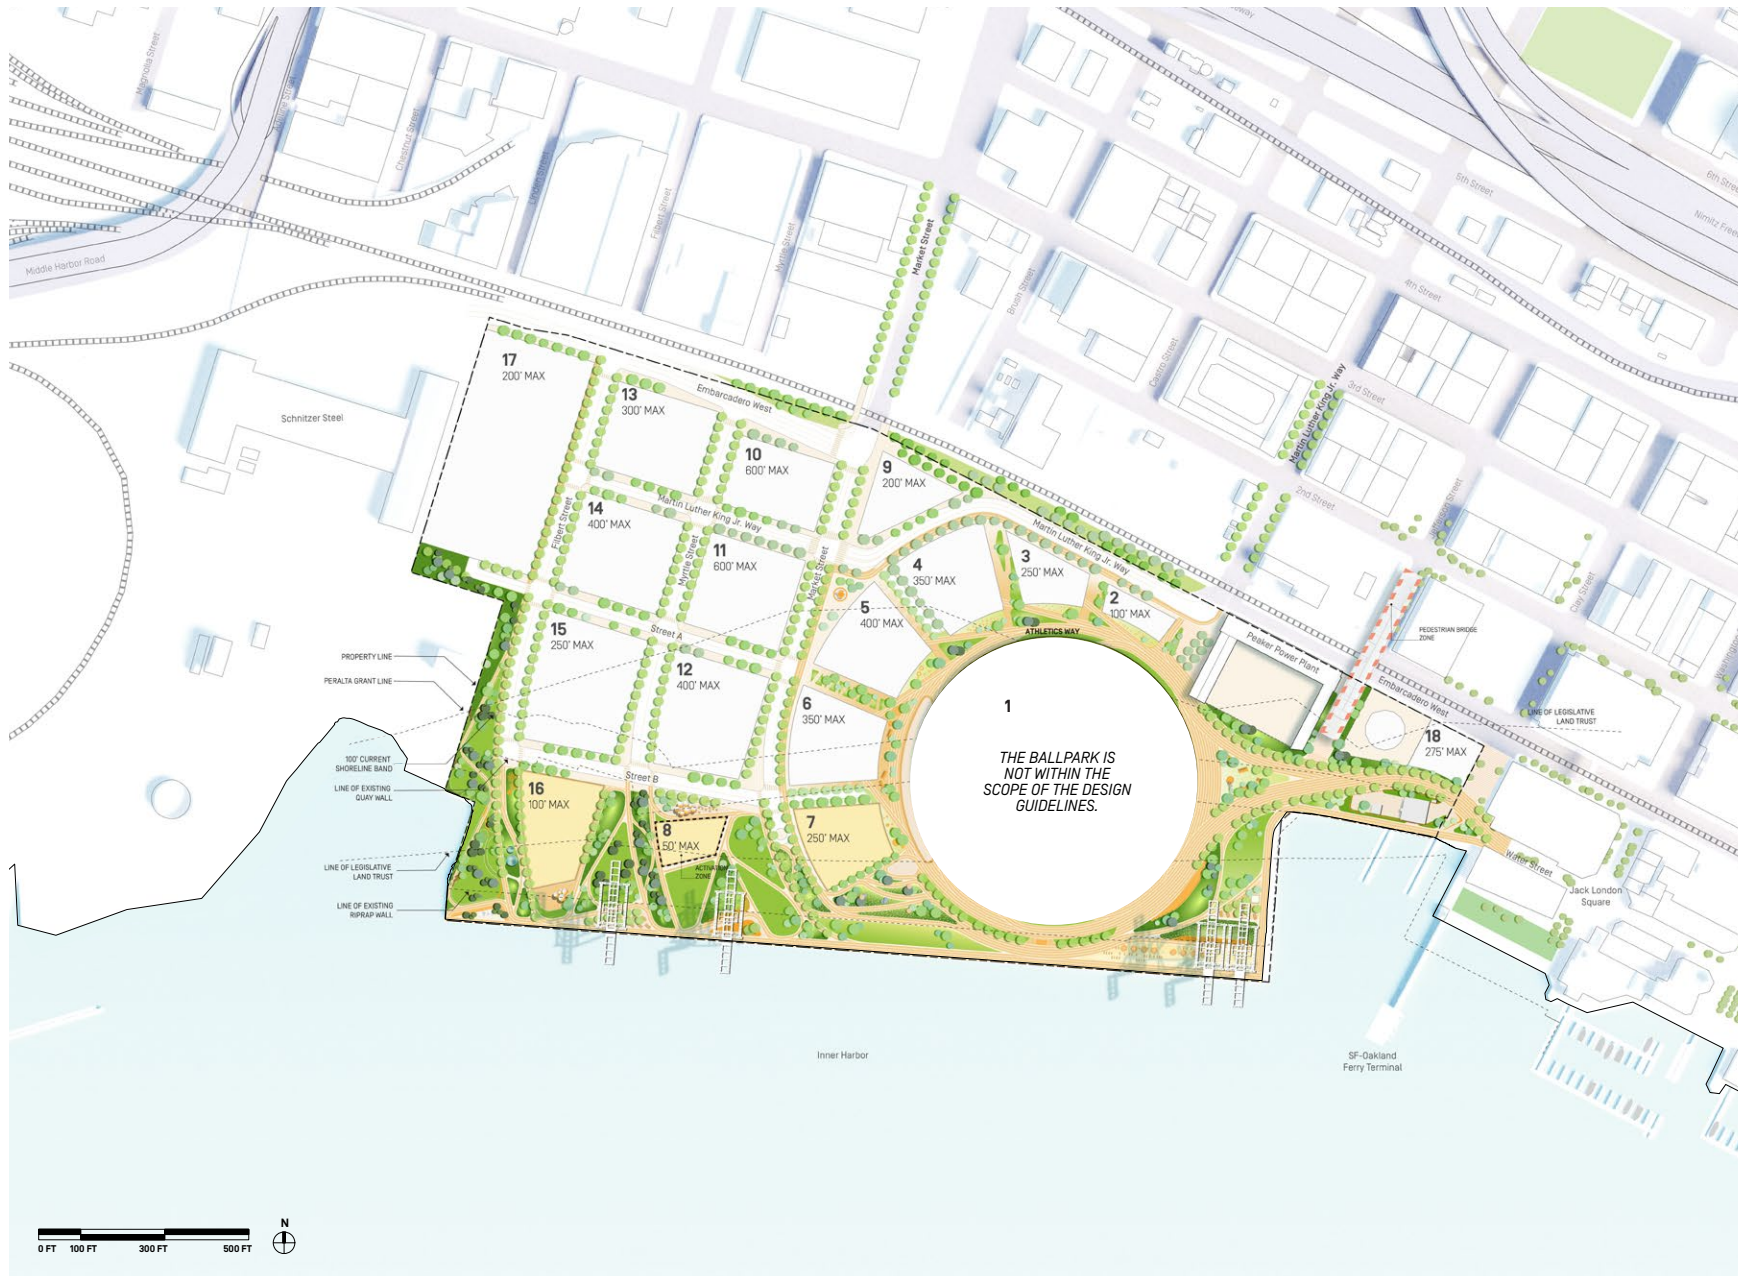 Magnolia Street
Adeline Street
Chestnut Street
Linden Street
Filbert Street
Myrtle Street
Market Street
Brush Street
Castro Street
Martin Luther King Jr. Way
5th Street
6th Street
Nimitz Freeway
4th Street
3rd Street
2nd Street
Jefferson Street
Clay Street
Washington
Middle Harbor Road
Schnitzer Steel
17
200' MAX
13
300' MAX
Embarcadero West
10
600' MAX
9
200' MAX
14
400' MAX
Filbert Street
Martin Luther King Jr. Way
Myrtle Street
11
600' MAX
Market Street
Martin Luther King Jr. Way
4
350' MAX
3
250' MAX
2
100' MAX
5
400' MAX
ATHLETICS WAY
PEDESTRIAN BRIDGE
ZONE
Peaker Power Plant
Embarcadero West
15
250' MAX
Street A
12
400' MAX
6
350' MAX
1
THE BALLPARK IS
NOT WITHIN THE
SCOPE OF THE DESIGN
GUIDELINES.
LINE OF LEGISLATIVE
LAND TRUST
18
275' MAX
PROPERTY LINE
PERALTA GRANT LINE
100' CURRENT
SHORELINE BAND
LINE OF EXISTING
QUAY WALL
LINE OF LEGISLATIVE
LAND TRUST
LINE OF EXISTING
RIPRAP WALL
Street B
16
100' MAX
8
50' MAX
ACTIVATION
ZONE
7
250' MAX
Water Street
Jack London
Square
Inner Harbor
SF-Oakland
Ferry Terminal
0 FT
100 FT
300 FT
500 FT
N